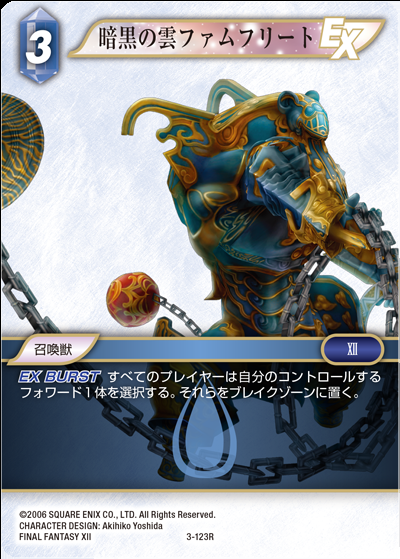 3
暗黒の雲ファムフリート
EX
召喚獣
XII
EX BURST すべてのプレイヤーは自分のコントロールする
フォワード1体を選択する。それらをブレイクゾーンに置く。
©2006 SQUARE ENIX CO., LTD. All Rights Reserved.
CHARACTER DESIGN: Akihiko Yoshida
FINAL FANTASY XII
3-123R